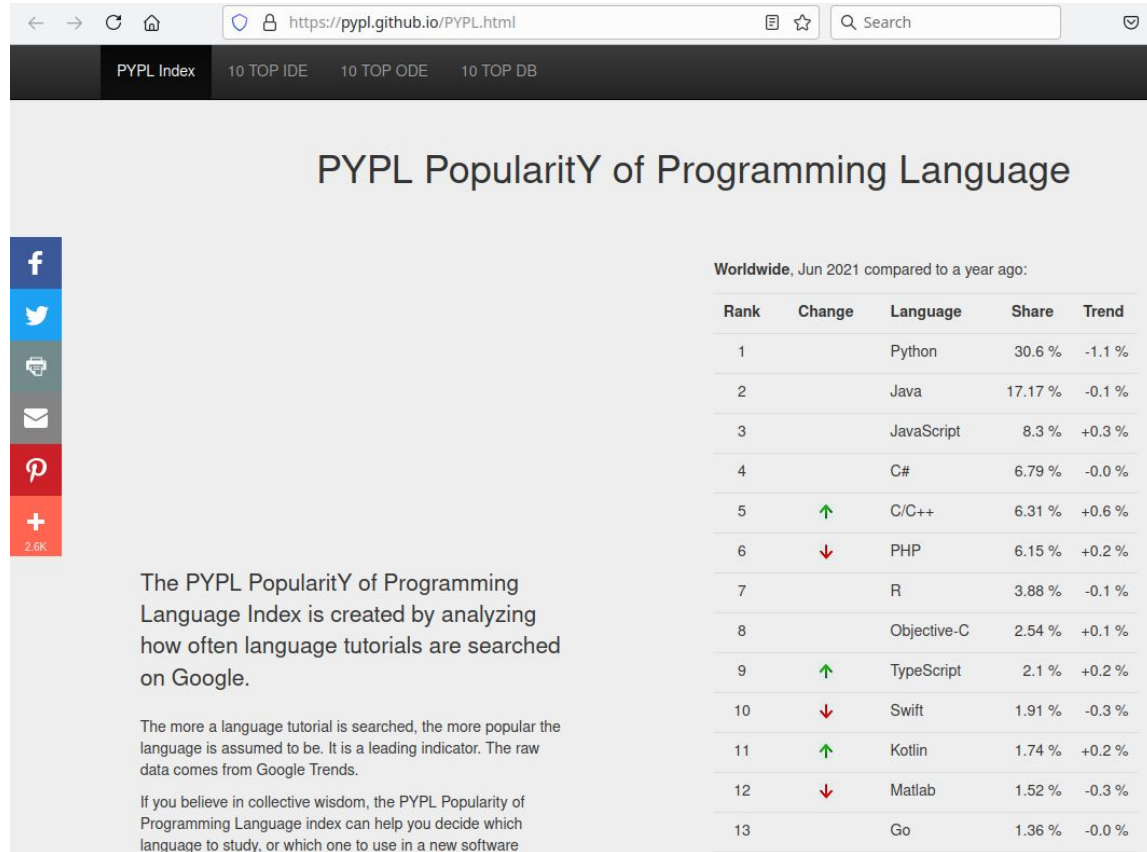 https://pypl.github.io/PYPL.html
Search
PYPL Index 10 TOP IDE 10 TOP ODE 10 TOP DB
PYPL PopularitY of Programming Language
f
2.6K
The PYPL PopularitY of Programming
Language Index is created by analyzing
how often language tutorials are searched
on Google.
The more a language tutorial is searched, the more popular the
language is assumed to be. It is a leading indicator. The raw
data comes from Google Trends.
If you believe in collective wisdom, the PYPL Popularity of
Programming Language index can help you decide which
language to study, or which one to use in a new software
Worldwide, Jun 2021 compared to a year ago:
Rank Change Language Share Trend
1 Python 30.6 % -1.1 %
2 Java 17.17 % -0.1 %
3 JavaScript 8.3 % +0.3 %
4 C# 6.79 % -0.0 %
5 C/C++ 6.31 % +0.6 %
6 PHP 6.15 % +0.2 %
7 R 3.88 % -0.1 %
8 Objective-C 2.54 % +0.1 %
9 TypeScript 2.1 % +0.2 %
10 Swift 1.91 % -0.3 %
11 Kotlin 1.74 % +0.2 %
12 Matlab 1.52 % -0.3 %
13 Go 1.36 % -0.0 %